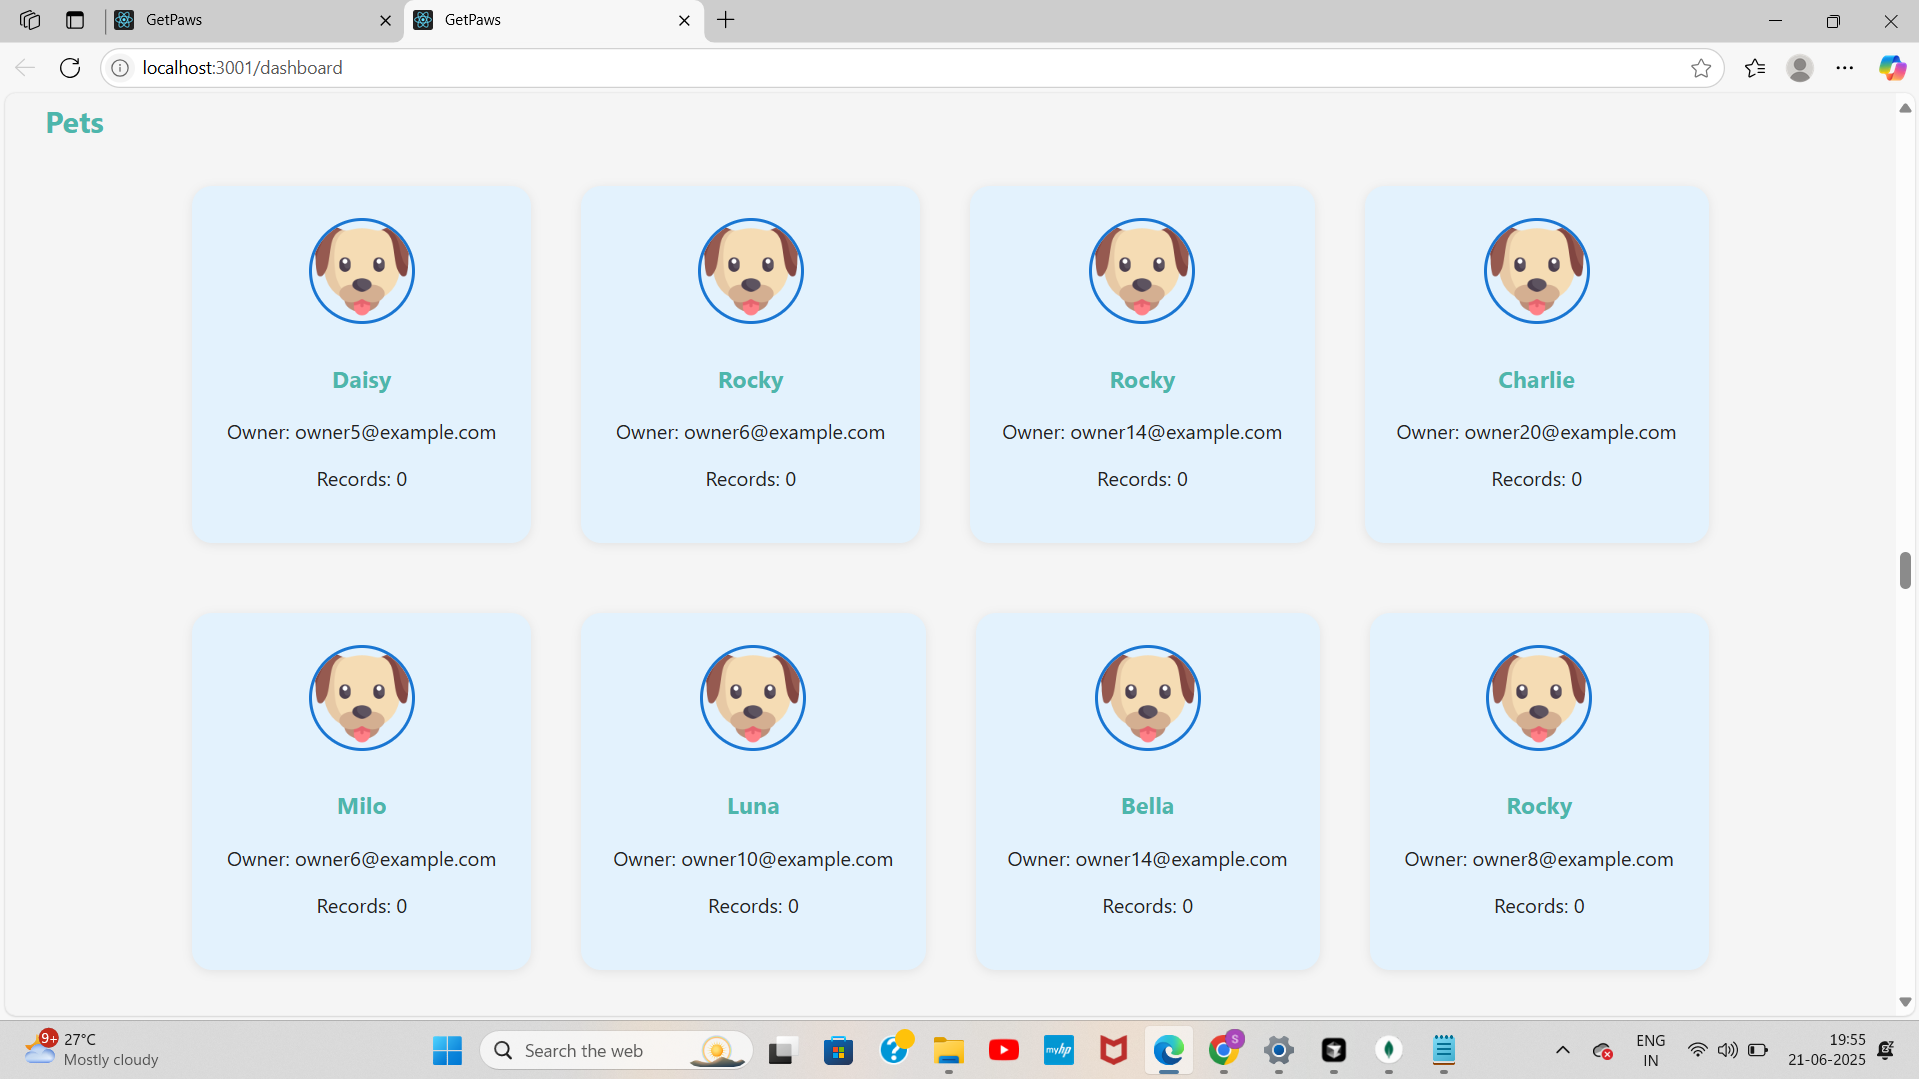 GetPaws
GetPaws
localhost:3001/dashboard
Pets
Daisy
Owner: owner5@example.com
Records: 0
Rocky
Owner: owner6@example.com
Records: 0
Rocky
Owner: owner14@example.com
Records: 0
Charlie
Owner: owner20@example.com
Records: 0
Milo
Owner: owner6@example.com
Records: 0
Luna
Owner: owner10@example.com
Records: 0
Bella
Owner: owner14@example.com
Records: 0
Rocky
Owner: owner8@example.com
Records: 0
9+
27°C
Mostly cloudy
Search the web
myhp
S
ENG
IN
19:55
21-06-2025